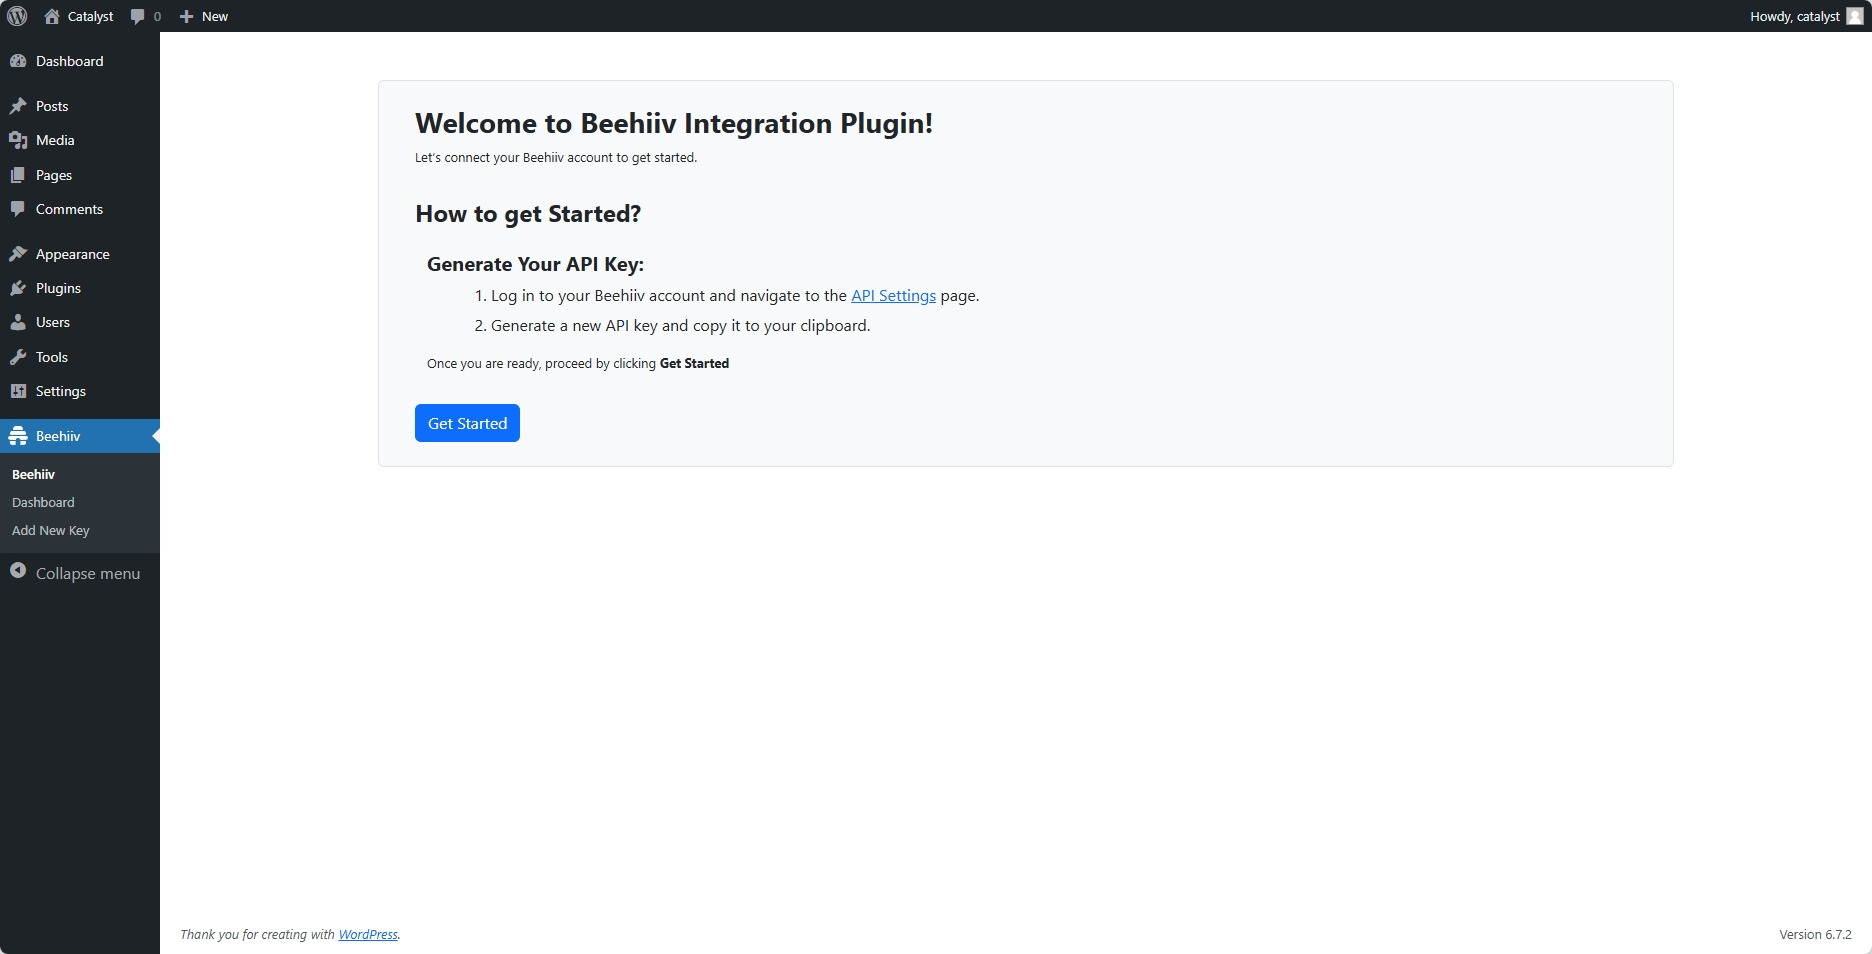 Catalyst
0
New
Howdy, catalyst
Dashboard
Posts
Media
Pages
Comments
Appearance
Plugins
Users
Tools
Settings
Beehiiv
Beehiiv
Dashboard
Add New Key
Collapse menu
Welcome to Beehiiv Integration Plugin!
Let's connect your Beehiiv account to get started.
How to get Started?
Generate Your API Key:
1. Log in to your Beehiiv account and navigate to the API Settings page.
2. Generate a new API key and copy it to your clipboard.
Once you are ready, proceed by clicking Get Started
Get Started
Thank you for creating with WordPress.
Version 6.7.2